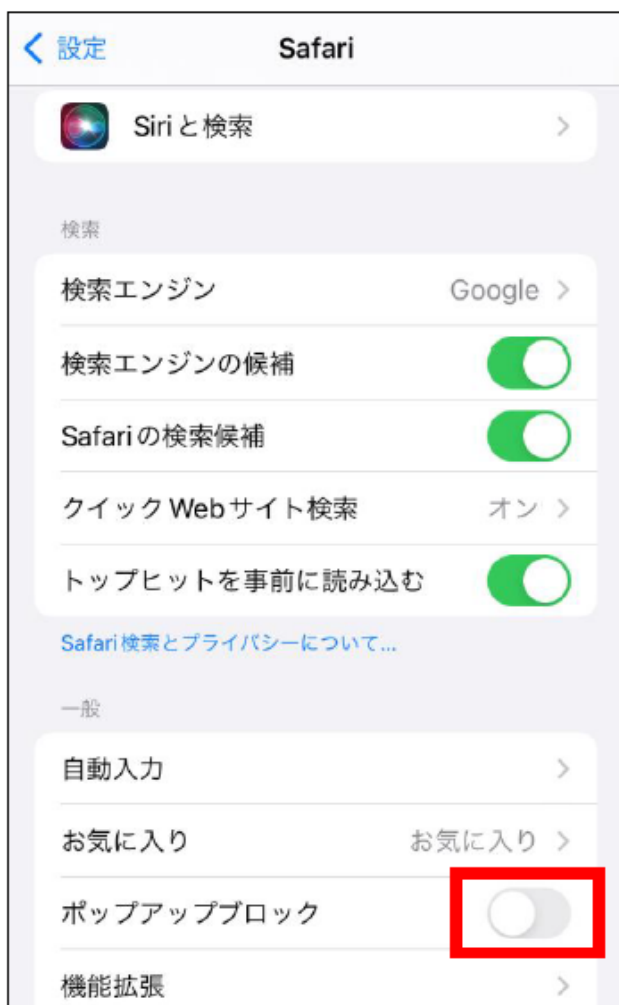 設定
Safari
Siriと検索
検索
検索エンジン Google
検索エンジンの候補
Safariの検索候補
クイックWebサイト検索 オン
トップヒットを事前に読み込む
Safari検索とプライバシーについて...
一般
自動入力
お気に入り お気に入り
ポップアップブロック
機能拡張